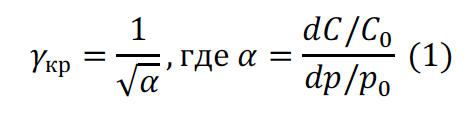 γкр = 1/√α, где α = (dC/C₀)/(dp/p₀) (1)